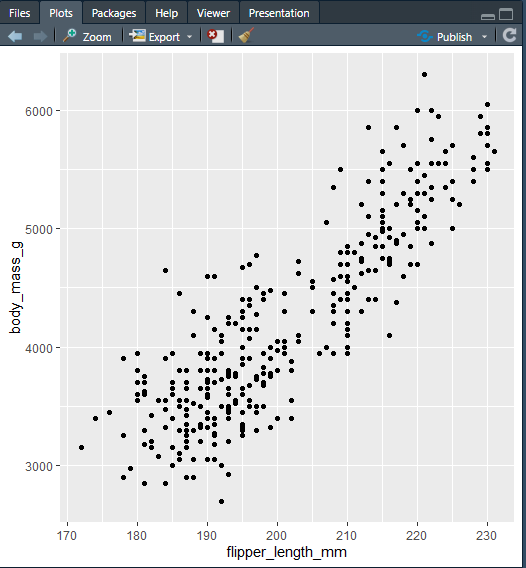 Files Plots Packages Help Viewer Presentation
Zoom Export Publish
6000
5000
4000
3000
body_mass_g
170 180 190 200 210 220 230
flipper_length_mm